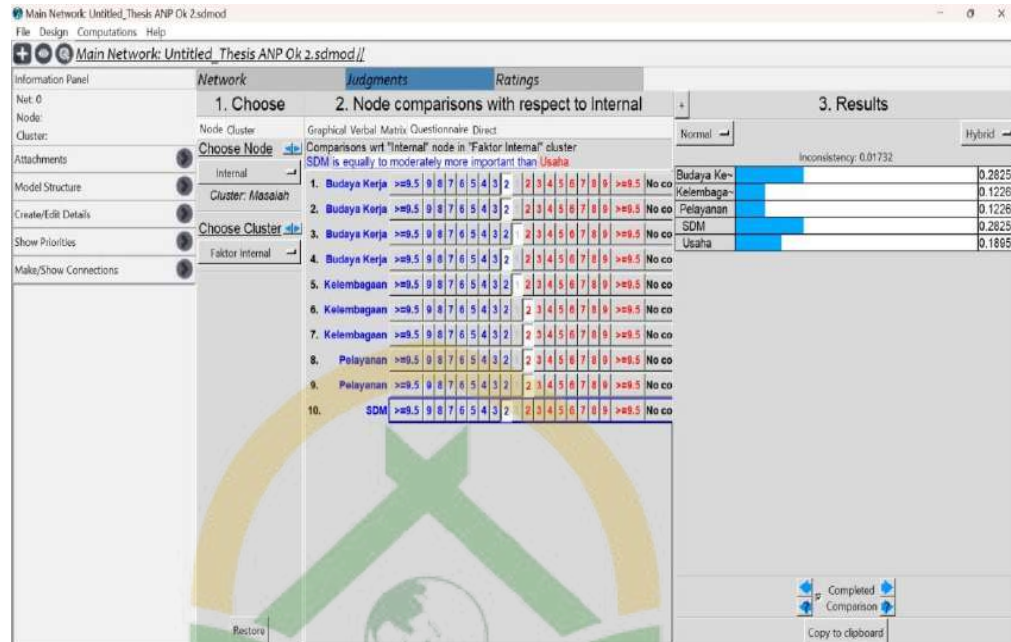 Main Network: Untitled_Thesis ANP Ok 2.sdmod
File Design Computations Help
Main Network: Untitled_Thesis ANP Ok 2.sdmod //
Information Panel
Net: 0
Node:
Cluster:
Attachments
Model Structure
Create/Edit Details
Show Priorities
Make/Show Connections
Network Judgments Ratings
1. Choose
Node Cluster
Choose Node
Internal
Cluster: Masalah
Choose Cluster
Faktor Internal
Restore
2. Node comparisons with respect to Internal
Graphical Verbal Matrix Questionnaire Direct
Comparisons wrt "Internal" node in "Faktor Internal" cluster
SDM is equally to moderately more important than Usaha
1. Budaya Kerja >=9.5 9 8 7 6 5 4 3 2 2 3 4 5 6 7 8 9 >=9.5 No co
2. Budaya Kerja >=9.5 9 8 7 6 5 4 3 2 2 3 4 5 6 7 8 9 >=9.5 No co
3. Budaya Kerja >=9.5 9 8 7 6 5 4 3 2 1 2 3 4 5 6 7 8 9 >=9.5 No co
4. Budaya Kerja >=9.5 9 8 7 6 5 4 3 2 2 3 4 5 6 7 8 9 >=9.5 No co
5. Kelembagaan >=9.5 9 8 7 6 5 4 3 2 1 2 3 4 5 6 7 8 9 >=9.5 No co
6. Kelembagaan >=9.5 9 8 7 6 5 4 3 2 2 3 4 5 6 7 8 9 >=9.5 No co
7. Kelembagaan >=9.5 9 8 7 6 5 4 3 2 2 3 4 5 6 7 8 9 >=9.5 No co
8. Pelayanan >=9.5 9 8 7 6 5 4 3 2 2 3 4 5 6 7 8 9 >=9.5 No co
9. Pelayanan >=9.5 9 8 7 6 5 4 3 2 2 3 4 5 6 7 8 9 >=9.5 No co
10. SDM >=9.5 9 8 7 6 5 4 3 2 2 3 4 5 6 7 8 9 >=9.5 No co
+ 3. Results
Normal Hybrid
Inconsistency: 0.01732
Budaya Ke~ 0.2825
Kelembaga~ 0.1226
Pelayanan 0.1226
SDM 0.2825
Usaha 0.1895
Completed
Comparison
Copy to clipboard